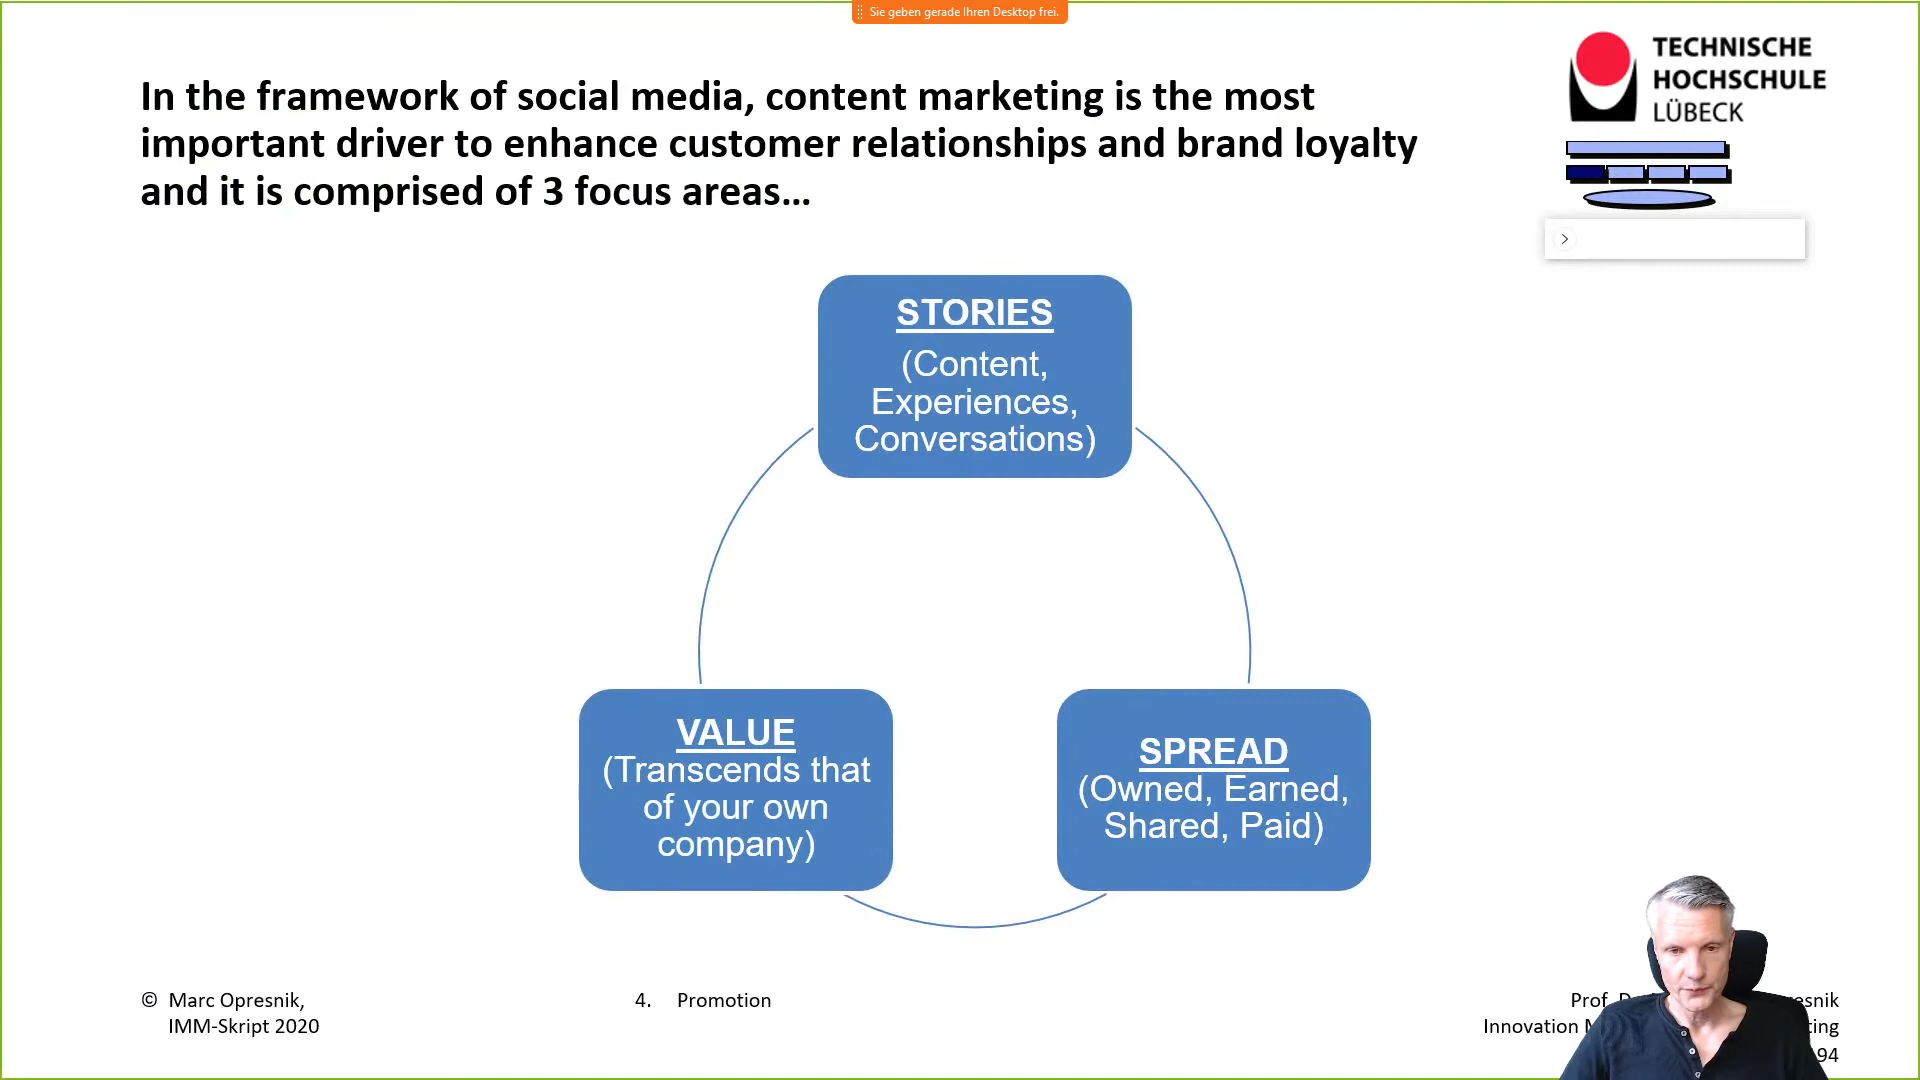 Sie geben gerade Ihren Desktop frei.
In the framework of social media, content marketing is the most
important driver to enhance customer relationships and brand loyalty
and it is comprised of 3 focus areas...
TECHNISCHE
HOCHSCHULE
LÜBECK
STORIES
(Content,
Experiences,
Conversations)
VALUE
(Transcends that
of your own
company)
SPREAD
(Owned, Earned,
Shared, Paid)
© Marc Opresnik,
IMM-Skript 2020
4. Promotion
Prof
Innovation
94